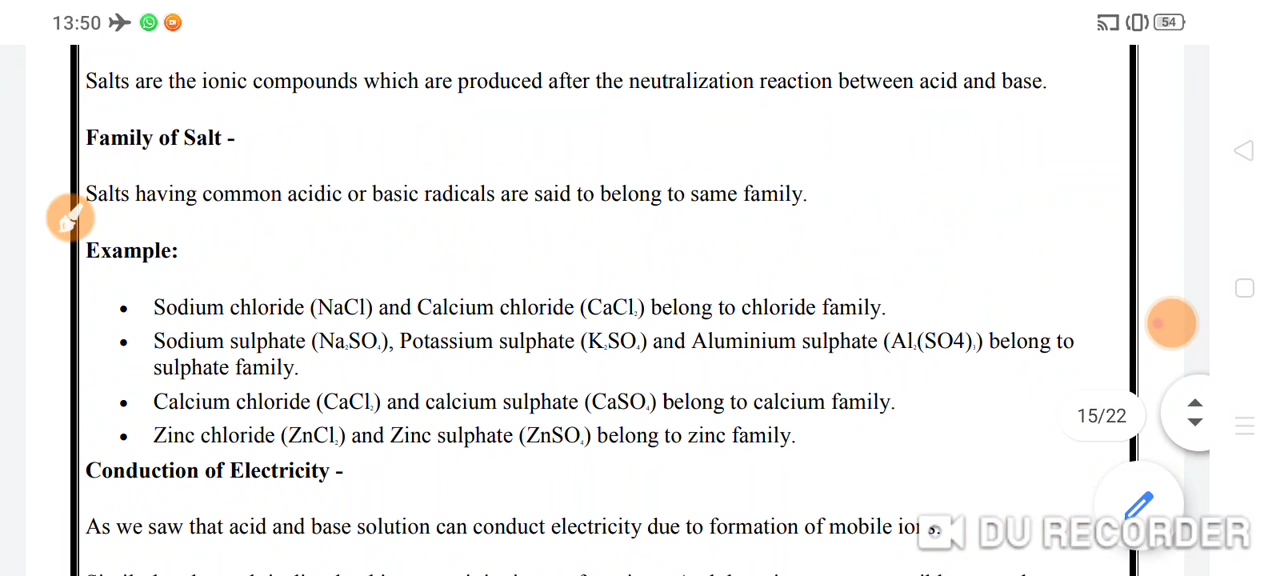 13:50
54
Salts are the ionic compounds which are produced after the neutralization reaction between acid and base.
Family of Salt -
Salts having common acidic or basic radicals are said to belong to same family.
Example:
• Sodium chloride (NaCl) and Calcium chloride (CaCl₂) belong to chloride family.
• Sodium sulphate (Na₂SO₄), Potassium sulphate (K₂SO₄) and Aluminium sulphate (Al₂(SO4)₃) belong to
sulphate family.
• Calcium chloride (CaCl₂) and calcium sulphate (CaSO₄) belong to calcium family.
15/22
• Zinc chloride (ZnCl₂) and Zinc sulphate (ZnSO₄) belong to zinc family.
Conduction of Electricity -
As we saw that acid and base solution can conduct electricity due to formation of mobile ions.
DU RECORDER